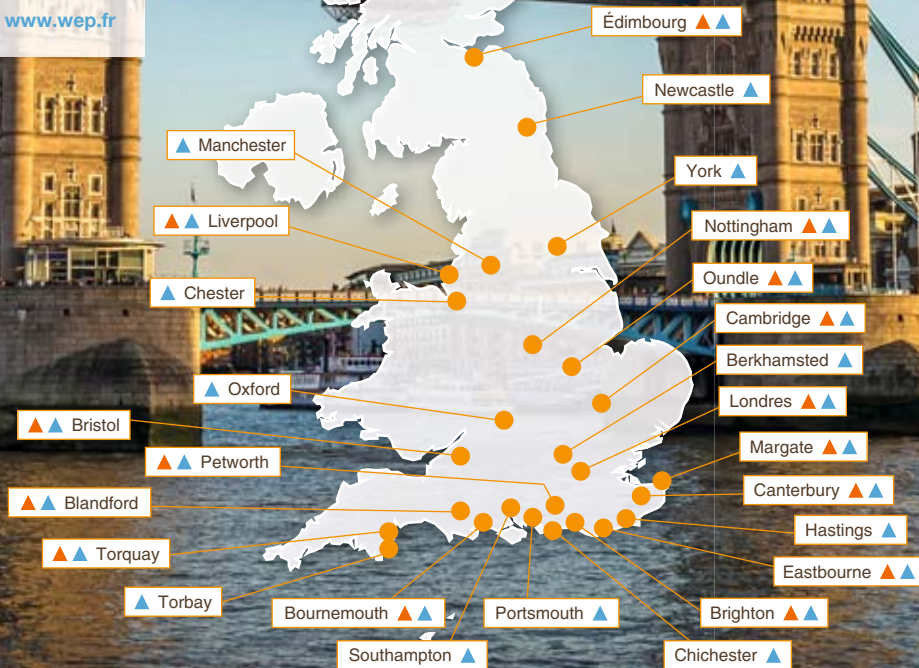 www.wep.fr
Édimbourg
Newcastle
Manchester
York
Liverpool
Nottingham
Oundle
Chester
Cambridge
Berkhamsted
Oxford
Londres
Bristol
Margate
Petworth
Canterbury
Blandford
Hastings
Torquay
Eastbourne
Torbay
Bournemouth
Portsmouth
Brighton
Southampton
Chichester